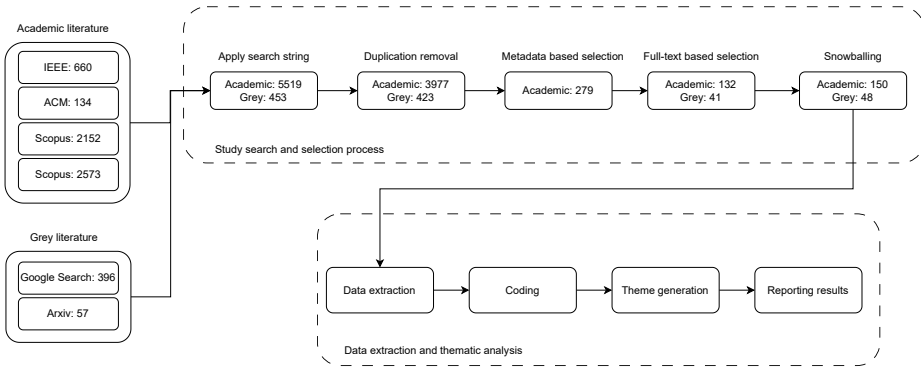 Academic literature
IEEE: 660
ACM: 134
Scopus: 2152
Scopus: 2573
Grey literature
Google Search: 396
Arxiv: 57
Apply search string
Academic: 5519
Grey: 453
Duplication removal
Academic: 3977
Grey: 423
Metadata based selection
Academic: 279
Full-text based selection
Academic: 132
Grey: 41
Snowballing
Academic: 150
Grey: 48
Study search and selection process
Data extraction
Coding
Theme generation
Reporting results
Data extraction and thematic analysis